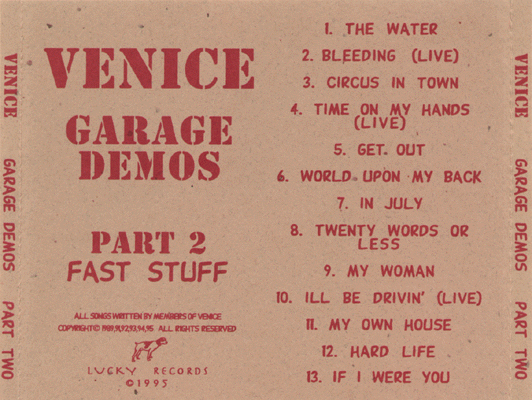 VENICE
GARAGE DEMOS
PART TWO
VENICE
GARAGE
DEMOS
PART 2
FAST STUFF
ALL SONGS WRITTEN BY MEMBERS OF VENICE
COPYRIGHT© 1989,91,92,93,94,95 ALL RIGHTS RESERVED
LUCKY RECORDS
©1995
1. THE WATER
2. BLEEDING (LIVE)
3. CIRCUS IN TOWN
4. TIME ON MY HANDS
(LIVE)
5. GET OUT
6. WORLD UPON MY BACK
7. IN JULY
8. TWENTY WORDS OR
LESS
9. MY WOMAN
10. ILL BE DRIVIN' (LIVE)
11. MY OWN HOUSE
12. HARD LIFE
13. IF I WERE YOU
VENICE
GARAGE DEMOS
PART TWO